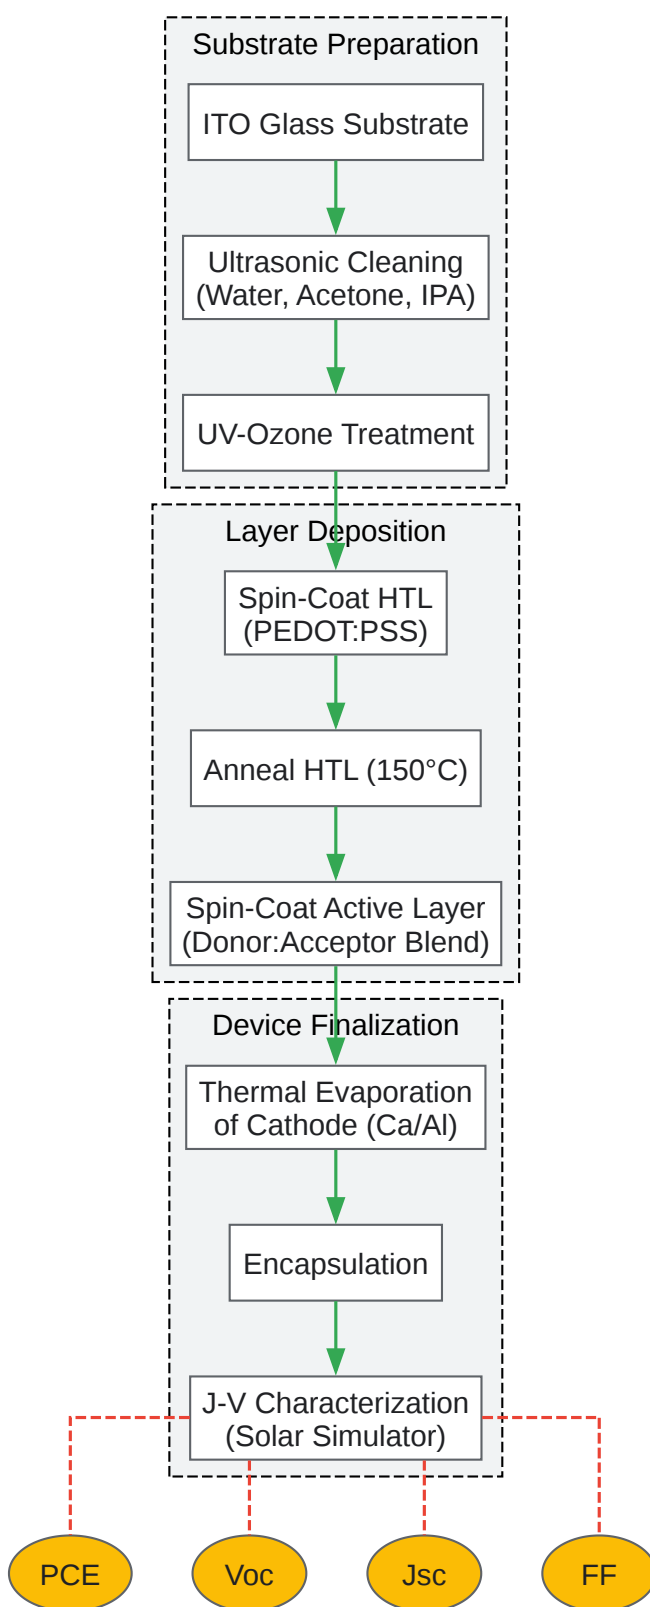 Substrate Preparation
ITO Glass Substrate
Ultrasonic Cleaning
(Water, Acetone, IPA)
UV-Ozone Treatment
Layer Deposition
Spin-Coat HTL
(PEDOT:PSS)
Anneal HTL (150°C)
Spin-Coat Active Layer
(Donor:Acceptor Blend)
Device Finalization
Thermal Evaporation
of Cathode (Ca/Al)
Encapsulation
J-V Characterization
(Solar Simulator)
PCE
Voc
Jsc
FF